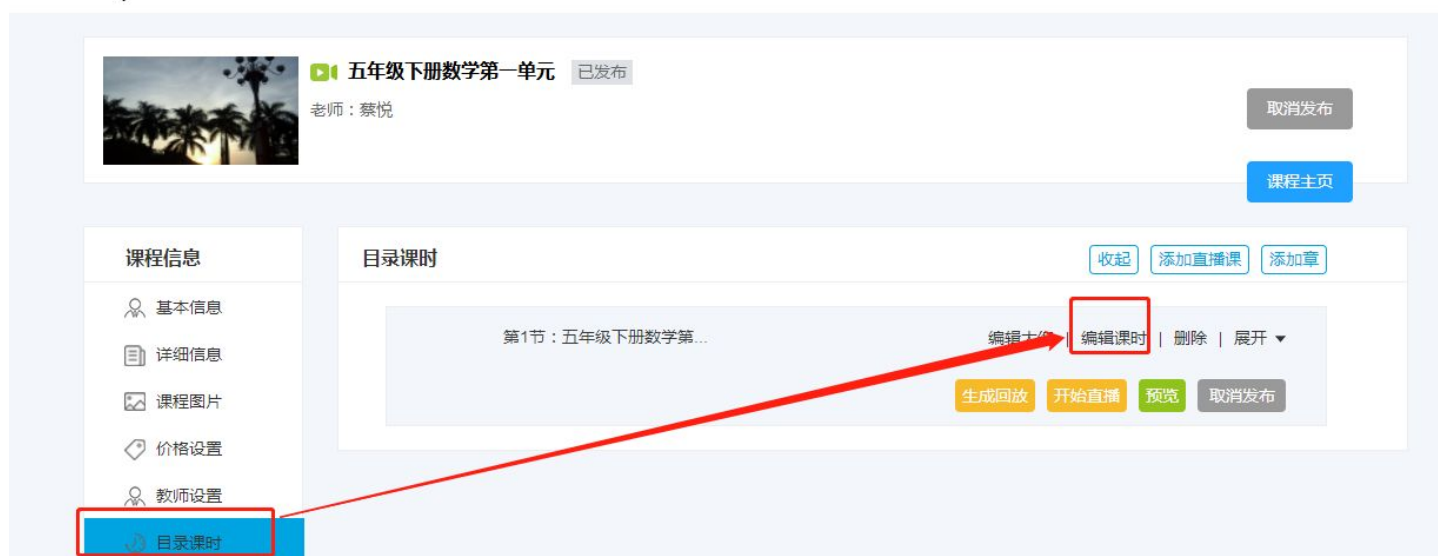 五年级下册数学第一单元 已发布
老师：蔡悦
取消发布
课程主页
课程信息
目录课时 收起 添加直播课 添加章
基本信息
第1节：五年级下册数学第... 编辑大 | 编辑课时 | 删除 | 展开 ▼
详细信息
课程图片
生成回放 开始直播 预览 取消发布
价格设置
教师设置
目录课时